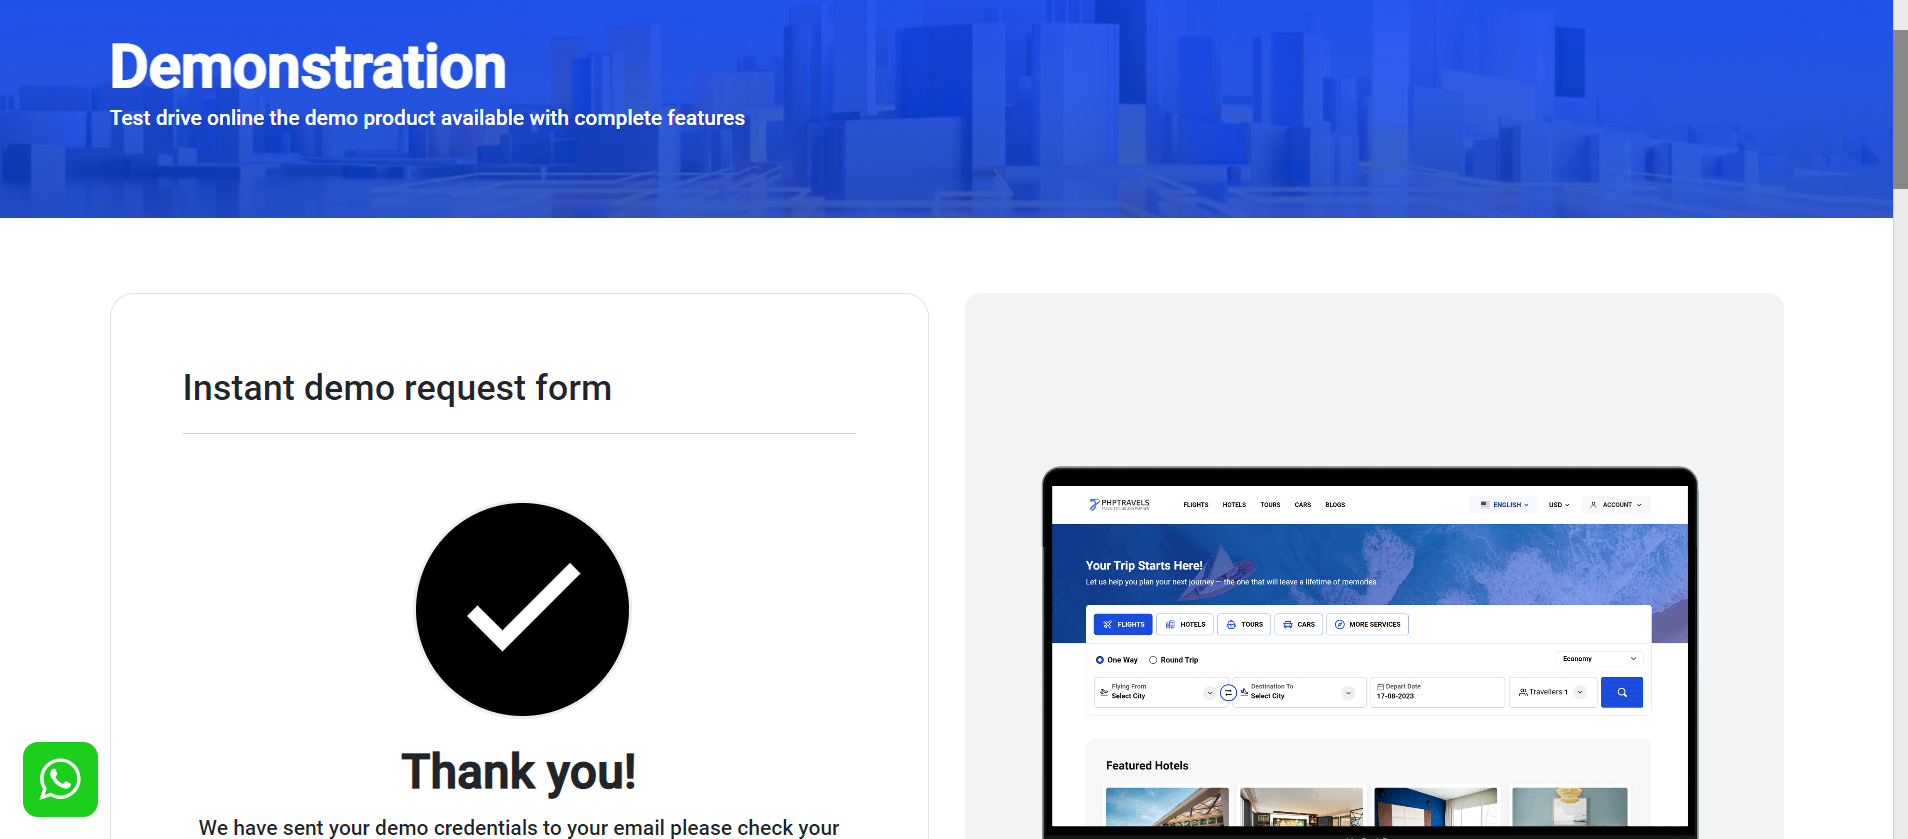 Demonstration
Test drive online the demo product available with complete features
Instant demo request form
Thank you!
We have sent your demo credentials to your email please check your
PHPTRAVELS
FLIGHTS HOTELS TOURS CARS BLOGS
ENGLISH USD ACCOUNT
Your Trip Starts Here!
Let us help you plan your next journey — the one that will leave a lifetime of memories.
FLIGHTS HOTELS TOURS CARS MORE SERVICES
One Way Round Trip Economy
Flying From Destination To Depart Date
Select City Select City 17-08-2023 Travellers 1
Featured Hotels